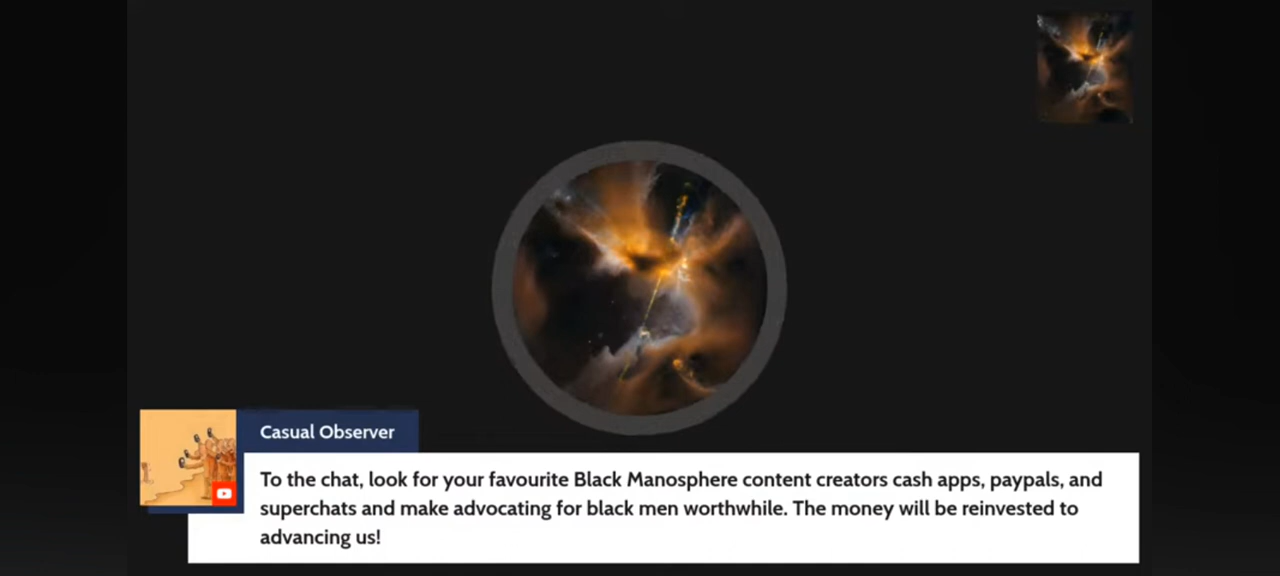 Casual Observer
To the chat, look for your favourite Black Manosphere content creators cash apps, paypals, and
superchats and make advocating for black men worthwhile. The money will be reinvested to
advancing us!